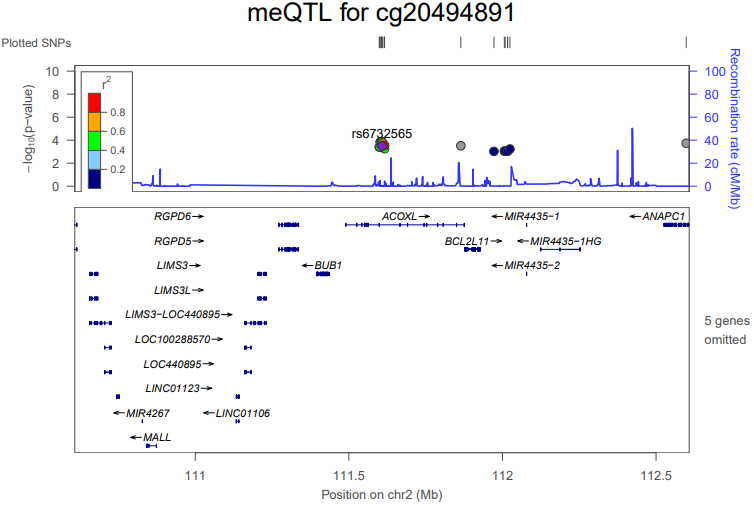 meQTL for cg20494891
Plotted SNPs
10
8
6
4
2
0
−log10(p−value)
r2
0.8
0.6
0.4
0.2
rs6732565
100
80
60
40
20
0
Recombination rate (cM/Mb)
RGPD6→ ACOXL→ ←MIR4435−1 ←ANAPC1
RGPD5→ BCL2L11→ ←MIR4435−1HG
LIMS3→ ←BUB1 ←MIR4435−2
LIMS3L→
LIMS3−LOC440895→
LOC100288570→
LOC440895→
LINC01123→
←MIR4267 ←LINC01106
←MALL
5 genes
omitted
111 111.5 112 112.5
Position on chr2 (Mb)